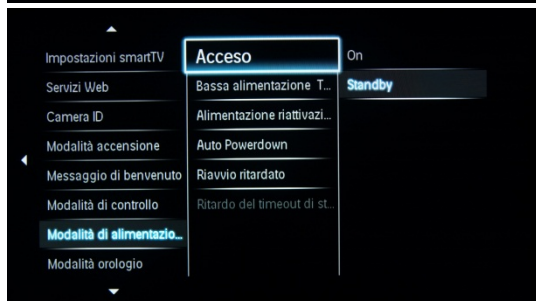 Impostazioni smartTV
Servizi Web
Camera ID
Modalità accensione
Messaggio di benvenuto
Modalità di controllo
Modalità di alimentazio...
Modalità orologio
Acceso
Bassa alimentazione T...
Alimentazione riattivazi...
Auto Powerdown
Riavvio ritardato
Ritardo del timeout di st...
On
Standby